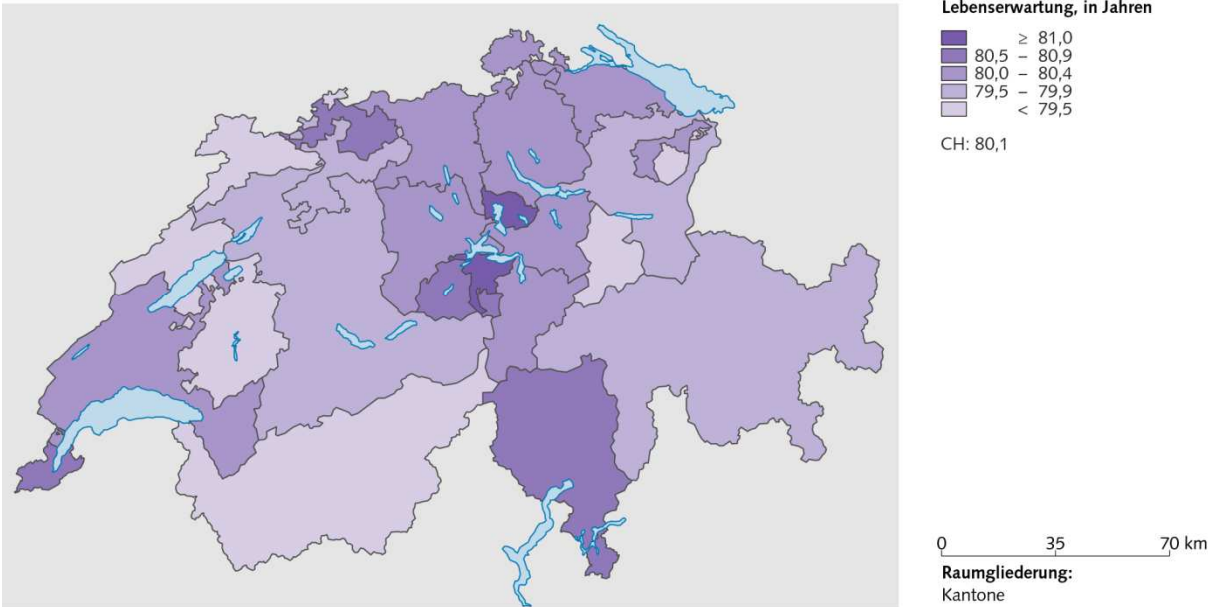 Lebenserwartung, in Jahren
≥ 81,0
80,5 – 80,9
80,0 – 80,4
79,5 – 79,9
< 79,5
CH: 80,1
0 35 70 km
Raumgliederung:
Kantone